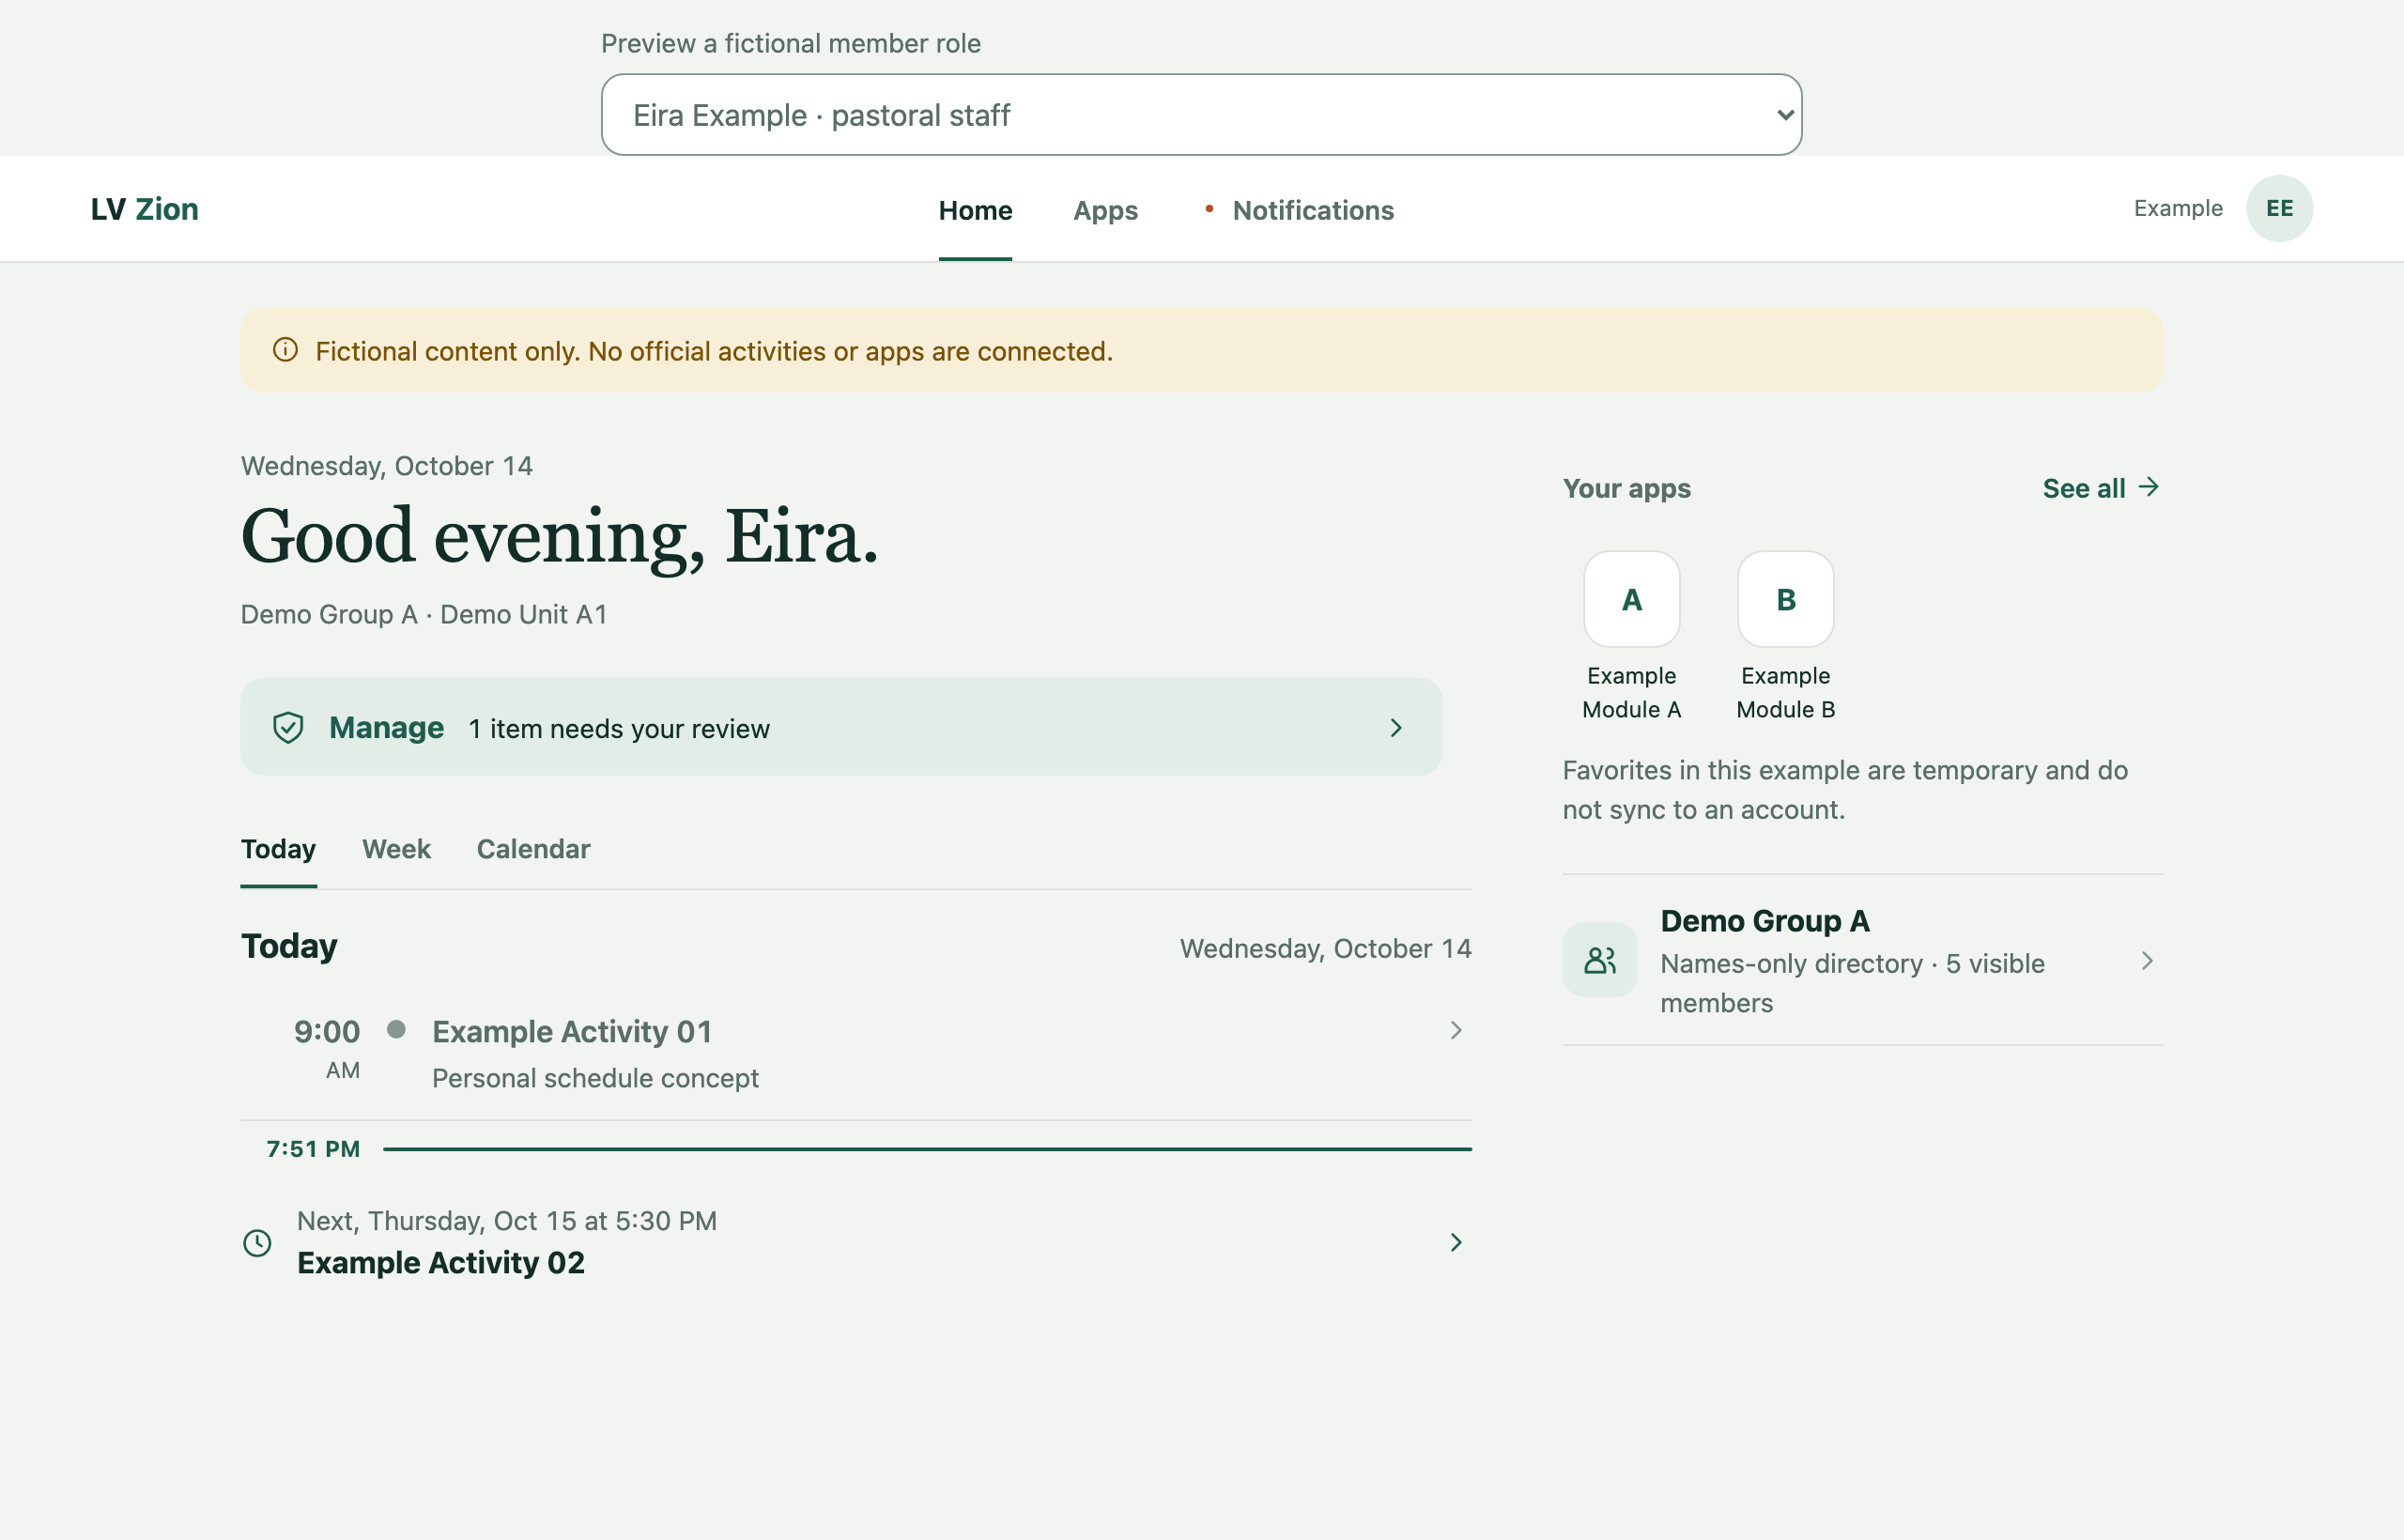 Preview a fictional member role
Eira Example · pastoral staff
LV Zion
Home
Apps
Notifications
Example
EE
Fictional content only. No official activities or apps are connected.
Wednesday, October 14
Good evening, Eira.
Demo Group A · Demo Unit A1
Manage 1 item needs your review
Today
Week
Calendar
Today
Wednesday, October 14
9:00
AM
Example Activity 01
Personal schedule concept
7:51 PM
Next, Thursday, Oct 15 at 5:30 PM
Example Activity 02
Your apps
See all
A
Example
Module A
B
Example
Module B
Favorites in this example are temporary and do
not sync to an account.
Demo Group A
Names-only directory · 5 visible
members